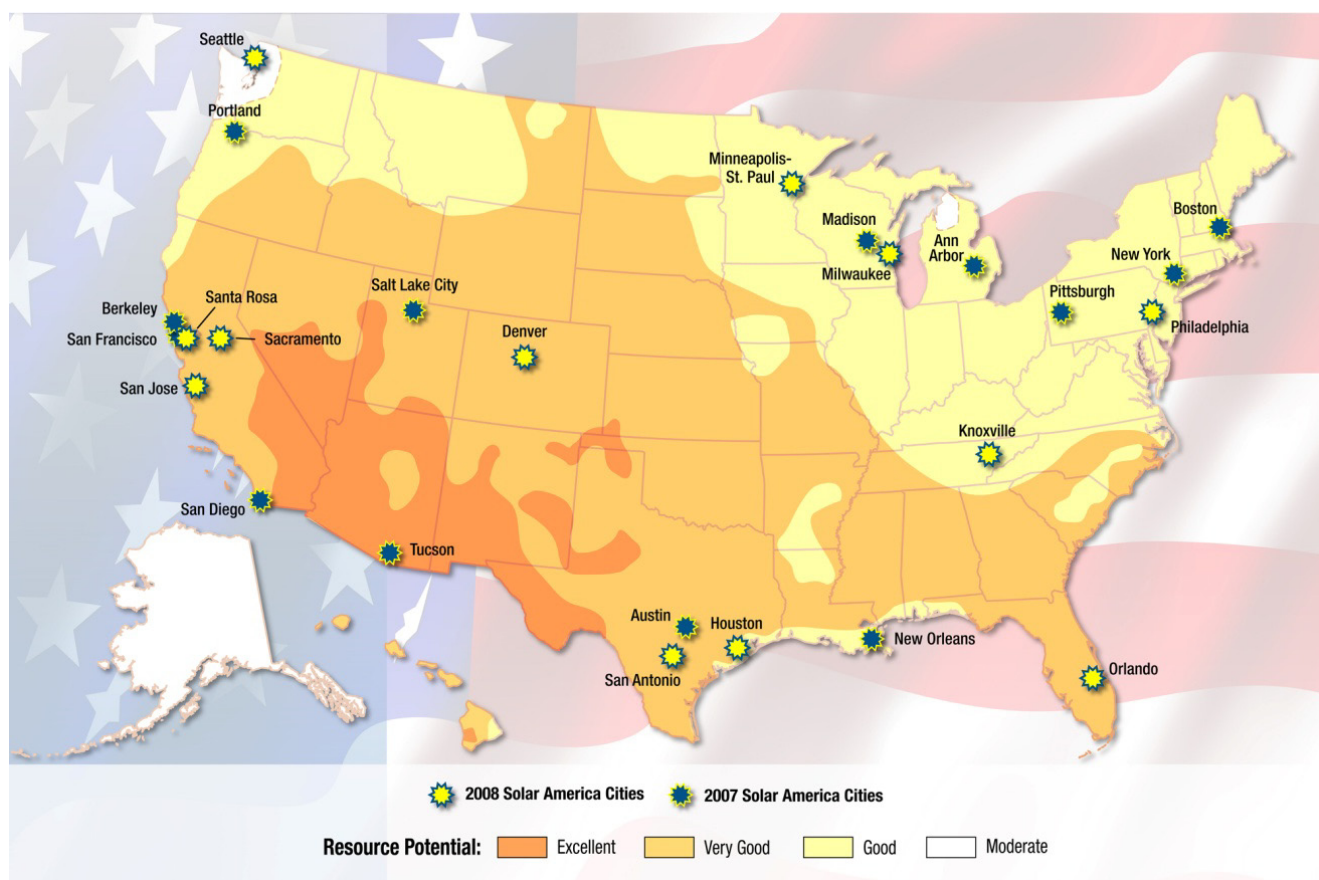 Seattle
Portland
Minneapolis-
St. Paul
Madison
Milwaukee
Ann
Arbor
Boston
New York
Pittsburgh
Philadelphia
Berkeley
Santa Rosa
San Francisco
Sacramento
San Jose
Salt Lake City
Denver
Knoxville
San Diego
Tucson
Austin
Houston
San Antonio
New Orleans
Orlando
2008 Solar America Cities
2007 Solar America Cities
Resource Potential:
Excellent
Very Good
Good
Moderate